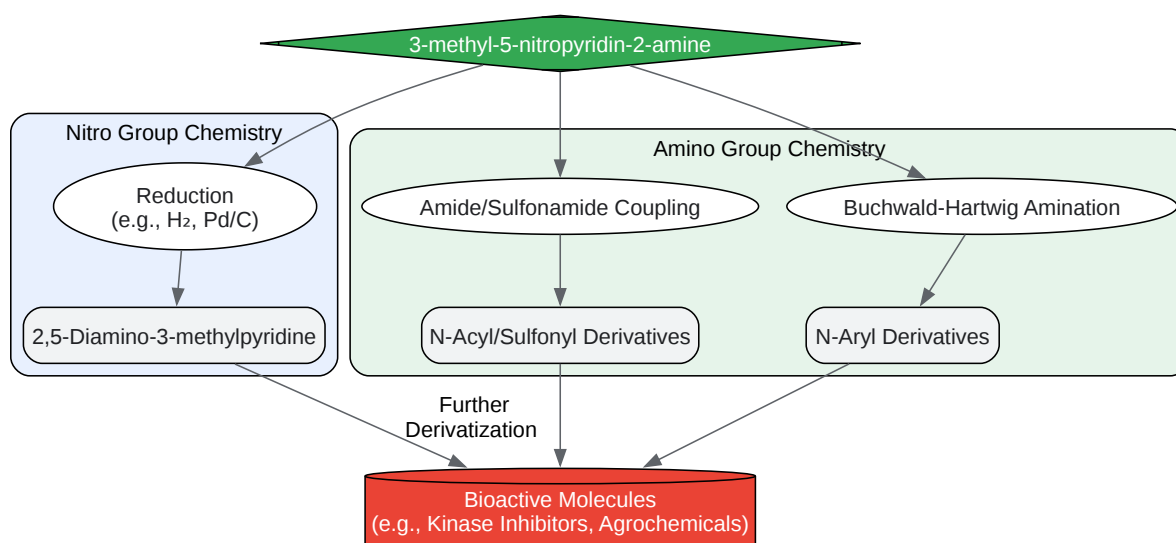 3-methyl-5-nitropyridin-2-amine
Nitro Group Chemistry
Amino Group Chemistry
Reduction
(e.g., H₂, Pd/C)
Amide/Sulfonamide Coupling
Buchwald-Hartwig Amination
2,5-Diamino-3-methylpyridine
N-Acyl/Sulfonyl Derivatives
N-Aryl Derivatives
Further
Derivatization
Bioactive Molecules
(e.g., Kinase Inhibitors, Agrochemicals)